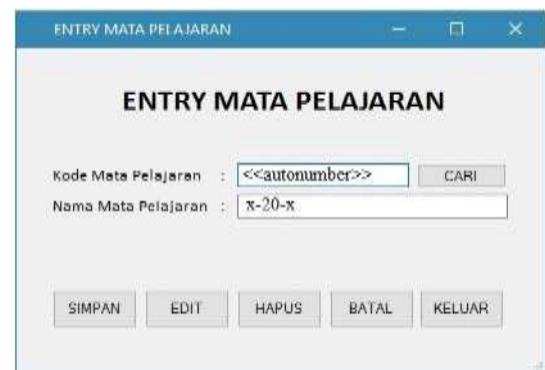 ENTRY MATA PELAJARAN
ENTRY MATA PELAJARAN
Kode Mata Pelajaran : <<autonumber>> CARI
Nama Mata Pelajaran : x-20-x
SIMPAN EDIT HAPUS BATAL KELUAR